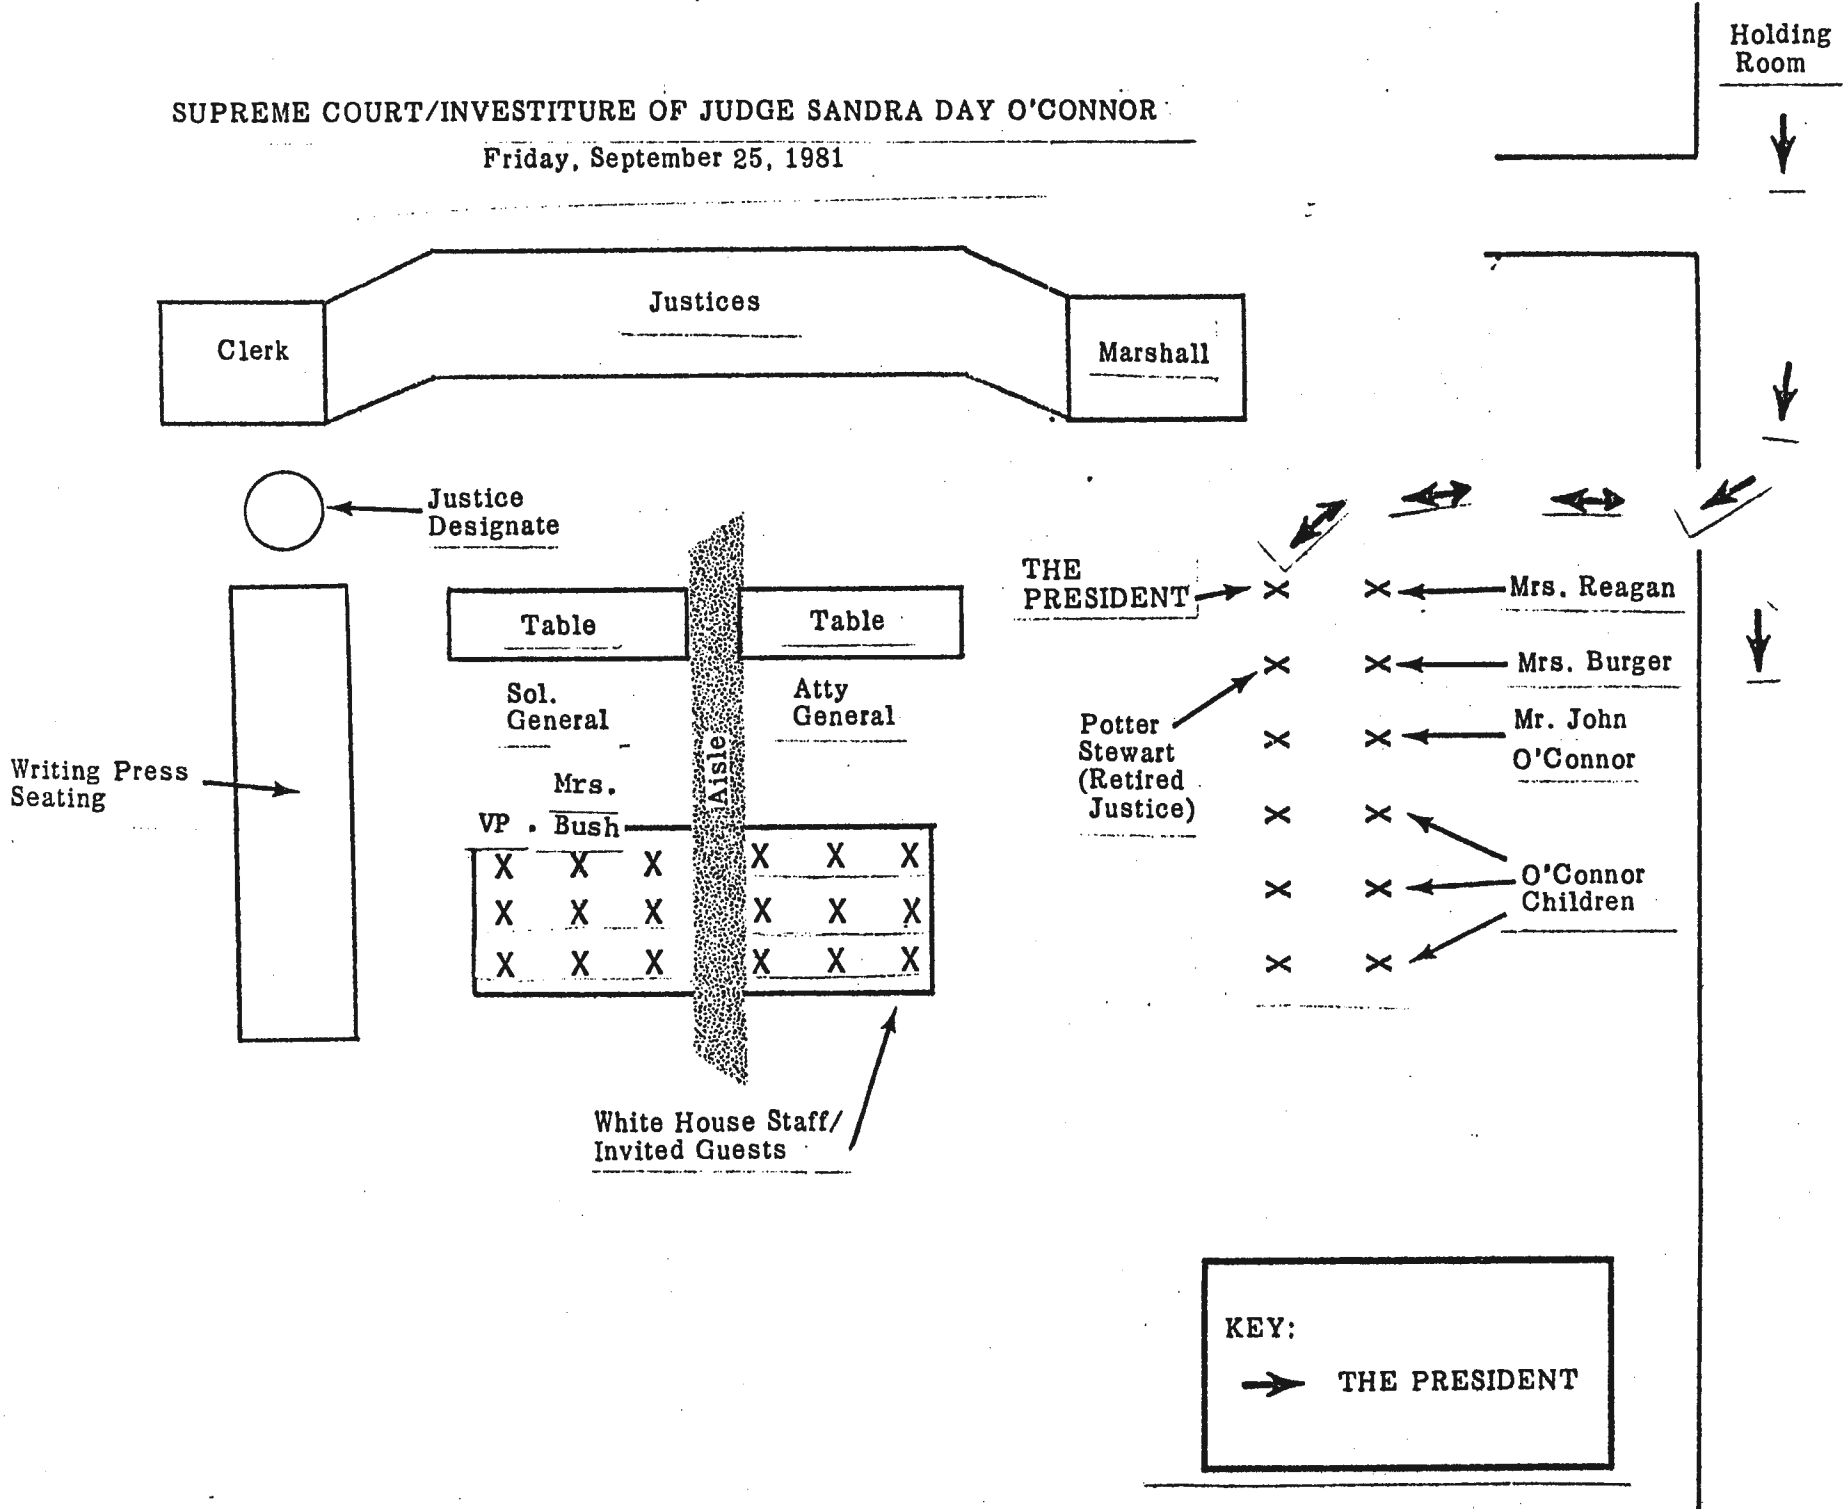 Holding
Room
SUPREME COURT/INVESTITURE OF JUDGE SANDRA DAY O'CONNOR
Friday, September 25, 1981
Justices
Clerk
Marshall
Justice
Designate
THE
PRESIDENT
Mrs. Reagan
Table
Table
Mrs. Burger
Sol.
General
Atty
General
Potter
Stewart
(Retired
Justice)
Mr. John
O'Connor
Aisle
Writing Press
Seating
Mrs.
VP . Bush
X X X X X X
X X X X X X
X X X X X X
O'Connor
Children
White House Staff/
Invited Guests
KEY:
THE PRESIDENT